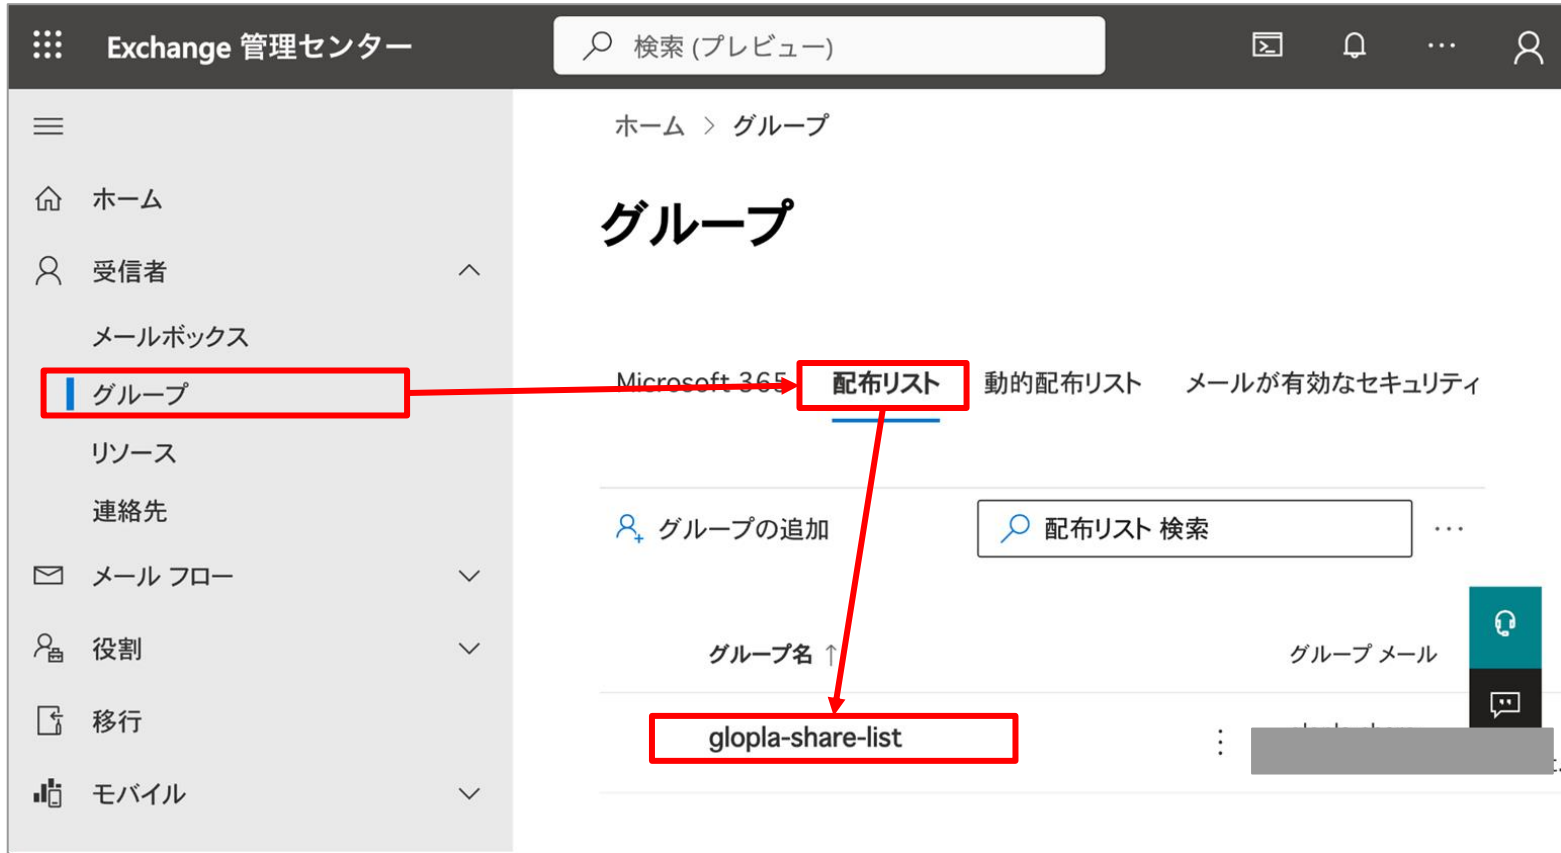 Exchange 管理センター
検索 (プレビュー)
ホーム > グループ
ホーム
グループ
受信者
メールボックス
グループ
リソース
連絡先
メール フロー
役割
移行
モバイル
Microsoft 365 配布リスト 動的配布リスト メールが有効なセキュリティ
グループの追加
配布リスト 検索
グループ名 ↑ グループ メール
glopla-share-list